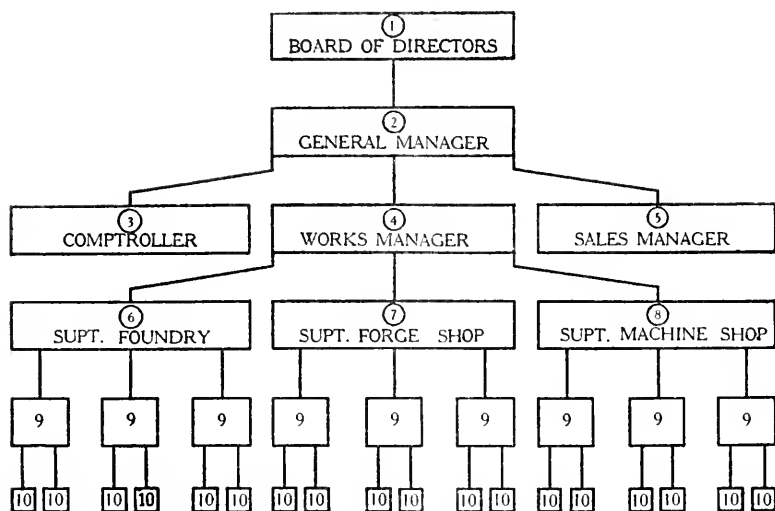 1
BOARD OF DIRECTORS
2
GENERAL MANAGER
3
COMPTROLLER
4
WORKS MANAGER
5
SALES MANAGER
6
SUPT. FOUNDRY
7
SUPT. FORGE SHOP
8
SUPT. MACHINE SHOP
9 9 9 9 9 9 9 9 9
10 10 10 10 10 10 10 10 10 10 10 10 10 10 10 10 10 10